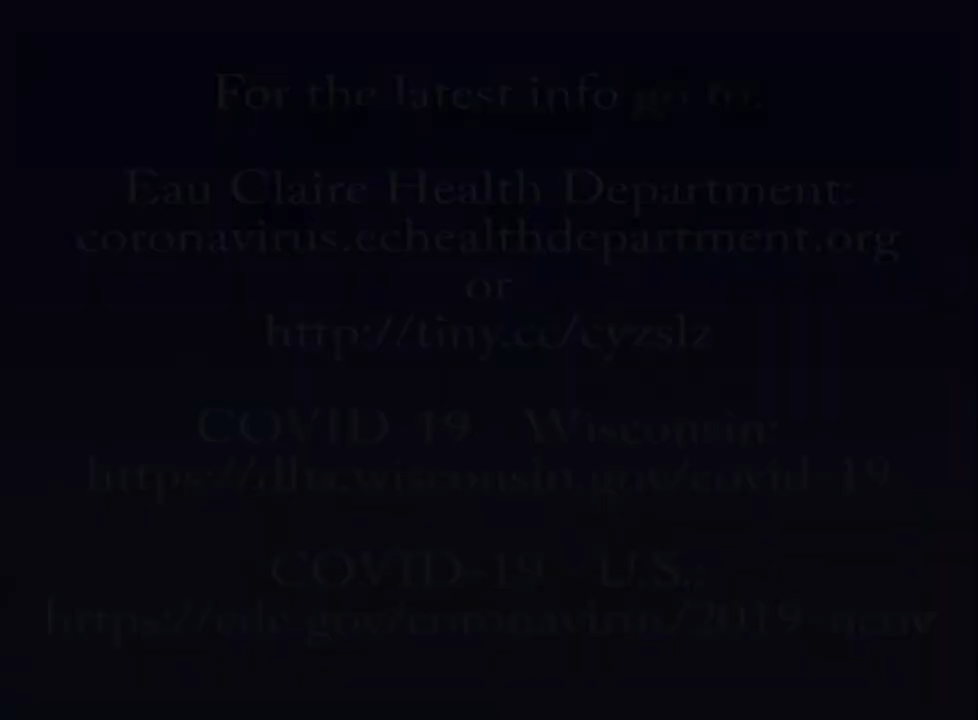 For the latest info go to:
Eau Claire Health Department:
coronavirus.echealthdepartment.org
or
http://tiny.cc/cyzslz
COVID-19 - Wisconsin:
https://dhs.wisconsin.gov/covid-19
COVID-19 - U.S.:
https://cdc.gov/coronavirus/2019-ncov